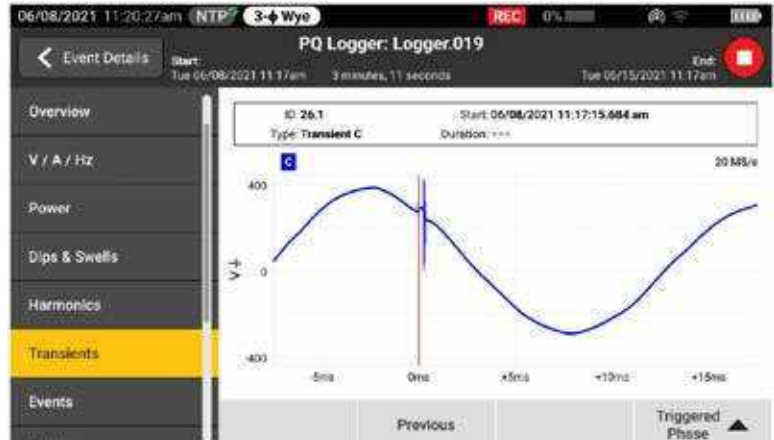 06/08/2021 11:20:27am NTP 3-ϕ Wye REC 0%
Event Details
PQ Logger: Logger.019
Start:
Tue 06/08/2021 11:17am 3 minutes, 11 seconds
End:
Tue 06/15/2021 11:17am
Overview
V / A / Hz
Power
Dips & Swells
Harmonics
Transients
Events
ID: 26.1 Start: 06/08/2021 11:17:15.684 am
Type: Transient C Duration: ---
C
20 MS/s
400
V
0
-400
-5ms 0ms +5ms +10ms +15ms
Previous
Triggered
Phase